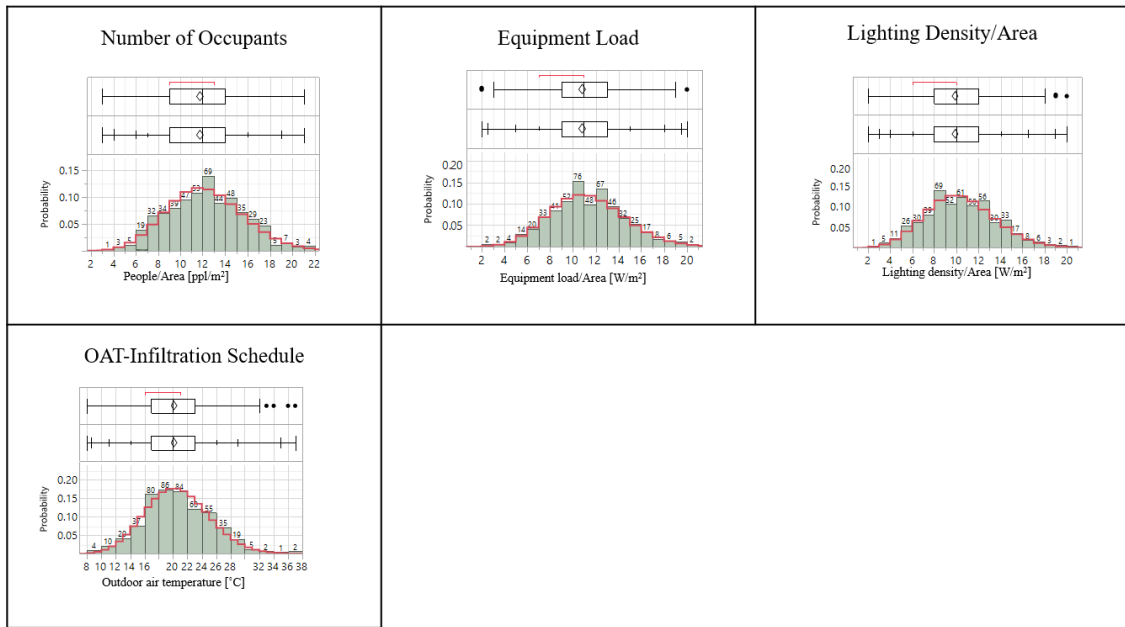 Number of Occupants
0.15
0.10
0.05
Probability
1 3 5 19 32 34 39 47 53 69 44 48 35 29 23 5 7 3 4
2 4 6 8 10 12 14 16 18 20 22
People/Area [ppl/m²]
Equipment Load
0.20
0.15
0.10
0.05
Probability
2 2 4 14 20 33 41 52 76 48 67 46 32 25 17 8 6 5 2
2 4 6 8 10 12 14 16 18 20
Equipment load/Area [W/m²]
Lighting Density/Area
0.20
0.15
0.10
0.05
Probability
1 5 11 26 30 39 69 52 61 56 33 17 8 6 3 2 1
2 4 6 8 10 12 14 16 18 20
Lighting density/Area [W/m²]
OAT-Infiltration Schedule
0.20
0.15
0.10
0.05
Probability
4 10 20 37 80 86 84 60 55 35 19 5 2 1 2
8 10 12 14 16 20 22 24 26 28 32 34 36 38
Outdoor air temperature [˚C]